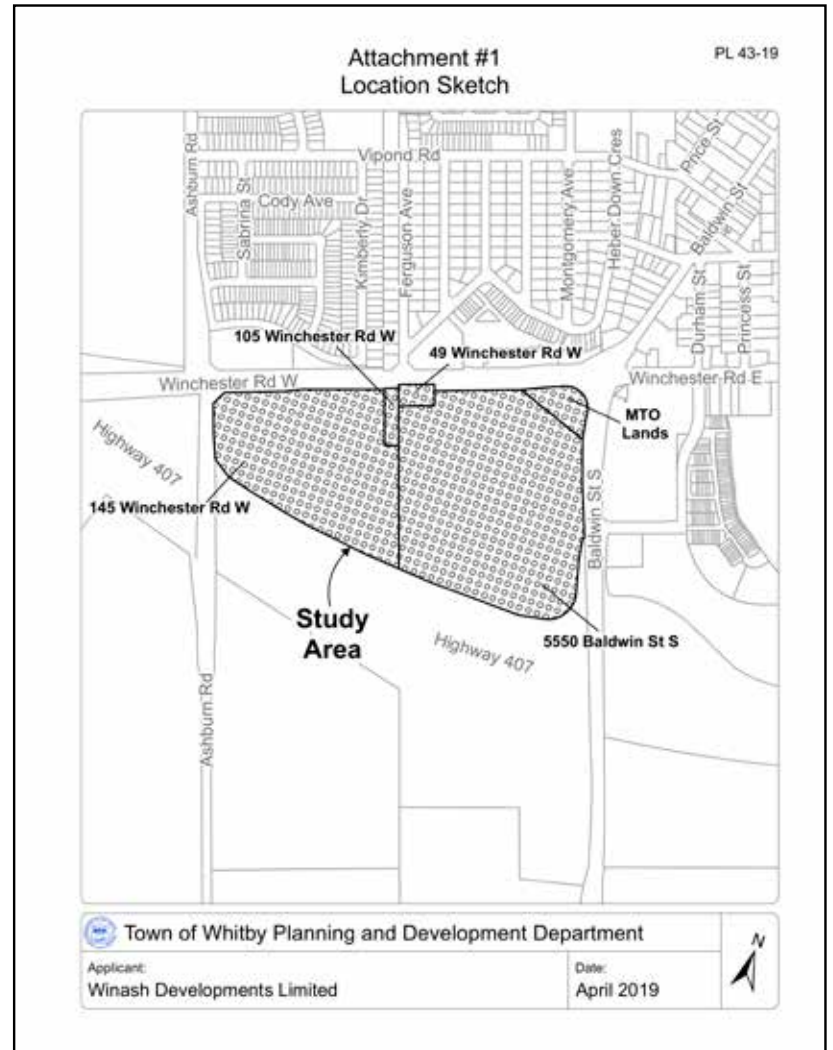 Attachment #1
Location Sketch
PL 43-19
Vipond Rd
Ashburn Rd
Sabrina St
Cody Ave
Kimberly Dr
Ferguson Ave
Montgomery Ave
Heber Down Cres
Price St
Baldwin St
Durham St
Princess St
105 Winchester Rd W
49 Winchester Rd W
Winchester Rd W
Winchester Rd E
MTO
Lands
Highway 407
145 Winchester Rd W
Baldwin St S
Study
Area
Highway 407
5550 Baldwin St S
Ashburn Rd
Town of Whitby Planning and Development Department
N
Applicant:
Winash Developments Limited
Date:
April 2019